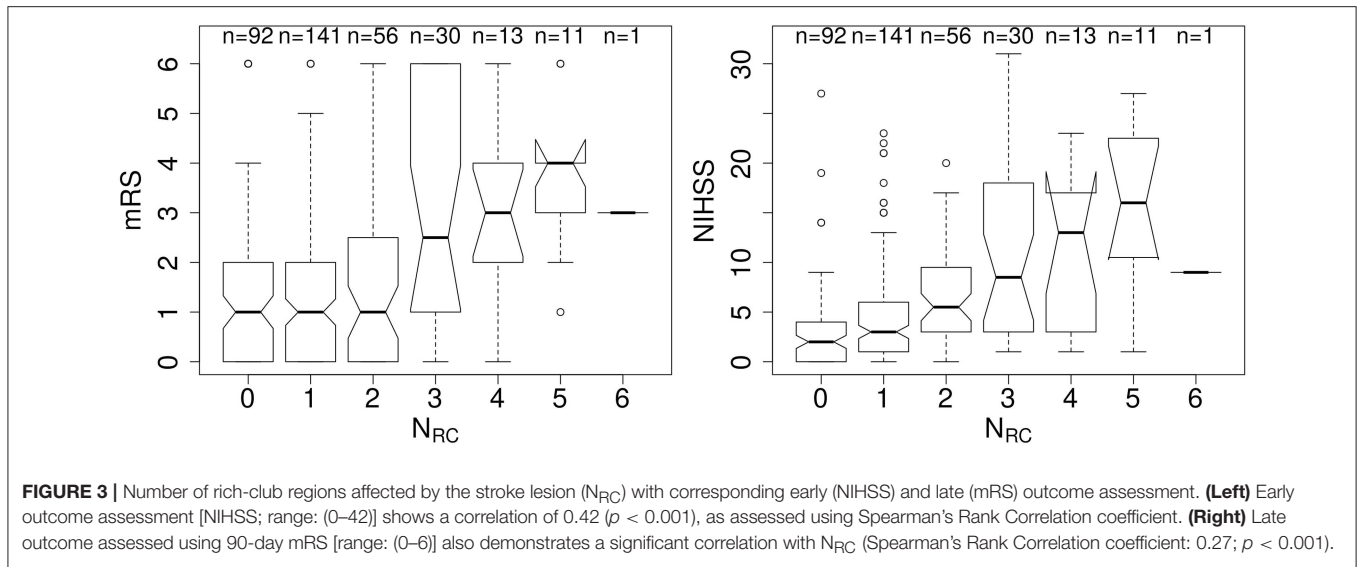 n=92 n=141 n=56 n=30 n=13 n=11 n=1
6
5
4
3
2
1
0
mRS
0 1 2 3 4 5 6
N_RC
n=92 n=141 n=56 n=30 n=13 n=11 n=1
30
20
10
5
0
NIHSS
0 1 2 3 4 5 6
N_RC
FIGURE 3 | Number of rich-club regions affected by the stroke lesion (N_RC) with corresponding early (NIHSS) and late (mRS) outcome assessment. (Left) Early
outcome assessment [NIHSS; range: (0–42)] shows a correlation of 0.42 (p < 0.001), as assessed using Spearman's Rank Correlation coefficient. (Right) Late
outcome assessed using 90-day mRS [range: (0–6)] also demonstrates a significant correlation with N_RC (Spearman's Rank Correlation coefficient: 0.27; p < 0.001).